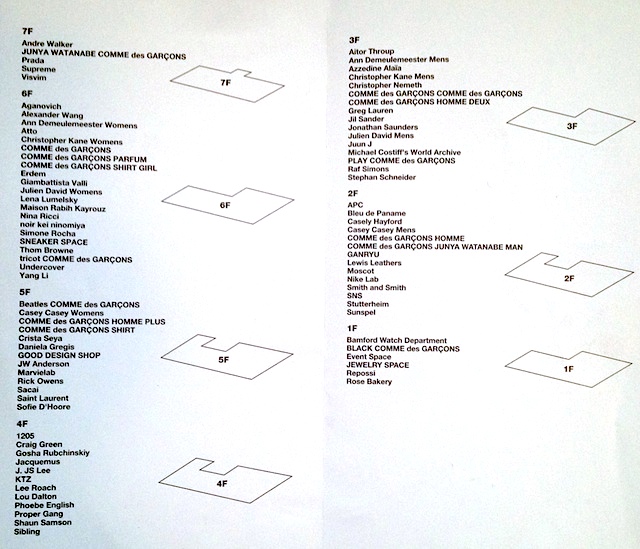 7F
Andre Walker
JUNYA WATANABE COMME des GARÇONS
Prada
Supreme
Visvim
7F
6F
Aganovich
Alexander Wang
Ann Demeulemeester Womens
Atto
Christopher Kane Womens
COMME des GARÇONS
COMME des GARÇONS PARFUM
COMME des GARÇONS SHIRT GIRL
Erdem
Giambattista Valli
Julien David Womens
Lena Lumelsky
Maison Rabih Kayrouz
Nina Ricci
noir kei ninomiya
Simone Rocha
SNEAKER SPACE
Thom Browne
tricot COMME des GARÇONS
Undercover
Yang Li
6F
5F
Beatles COMME des GARÇONS
Casey Casey Womens
COMME des GARÇONS HOMME PLUS
COMME des GARÇONS SHIRT
Crista Seya
Daniela Gregis
GOOD DESIGN SHOP
JW Anderson
Marvielab
Rick Owens
Sacai
Saint Laurent
Sofie D'Hoore
5F
4F
1205
Craig Green
Gosha Rubchinskiy
Jacquemus
J. JS Lee
KTZ
Lee Roach
Lou Dalton
Phoebe English
Proper Gang
Shaun Samson
Sibling
4F
3F
Aitor Throup
Ann Demeulemeester Mens
Azzedine Alaïa
Christopher Kane Mens
Christopher Nemeth
COMME des GARÇONS COMME des GARÇONS
COMME des GARÇONS HOMME DEUX
Greg Lauren
Jil Sander
Jonathan Saunders
Julien David Mens
Juun J
Michael Costiff's World Archive
PLAY COMME des GARÇONS
Raf Simons
Stephan Schneider
3F
2F
APC
Bleu de Paname
Casely Hayford
Casey Casey Mens
COMME des GARÇONS HOMME
COMME des GARÇONS JUNYA WATANABE MAN
GANRYU
Lewis Leathers
Moscot
Nike Lab
Smith and Smith
SNS
Stutterheim
Sunspel
2F
1F
Bamford Watch Department
BLACK COMME des GARÇONS
Event Space
JEWELRY SPACE
Repossi
Rose Bakery
1F